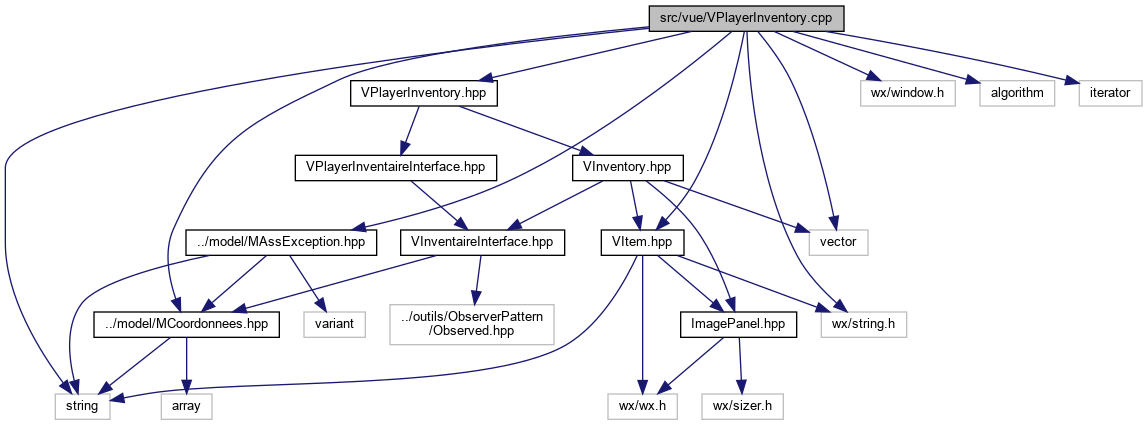 src/vue/VPlayerInventory.cpp
VPlayerInventory.hpp
wx/window.h
algorithm
iterator
VPlayerInventaireInterface.hpp
VInventory.hpp
../model/MAssException.hpp
VInventaireInterface.hpp
VItem.hpp
vector
../model/MCoordonnees.hpp
variant
../outils/ObserverPattern
/Observed.hpp
ImagePanel.hpp
wx/string.h
string
array
wx/wx.h
wx/sizer.h